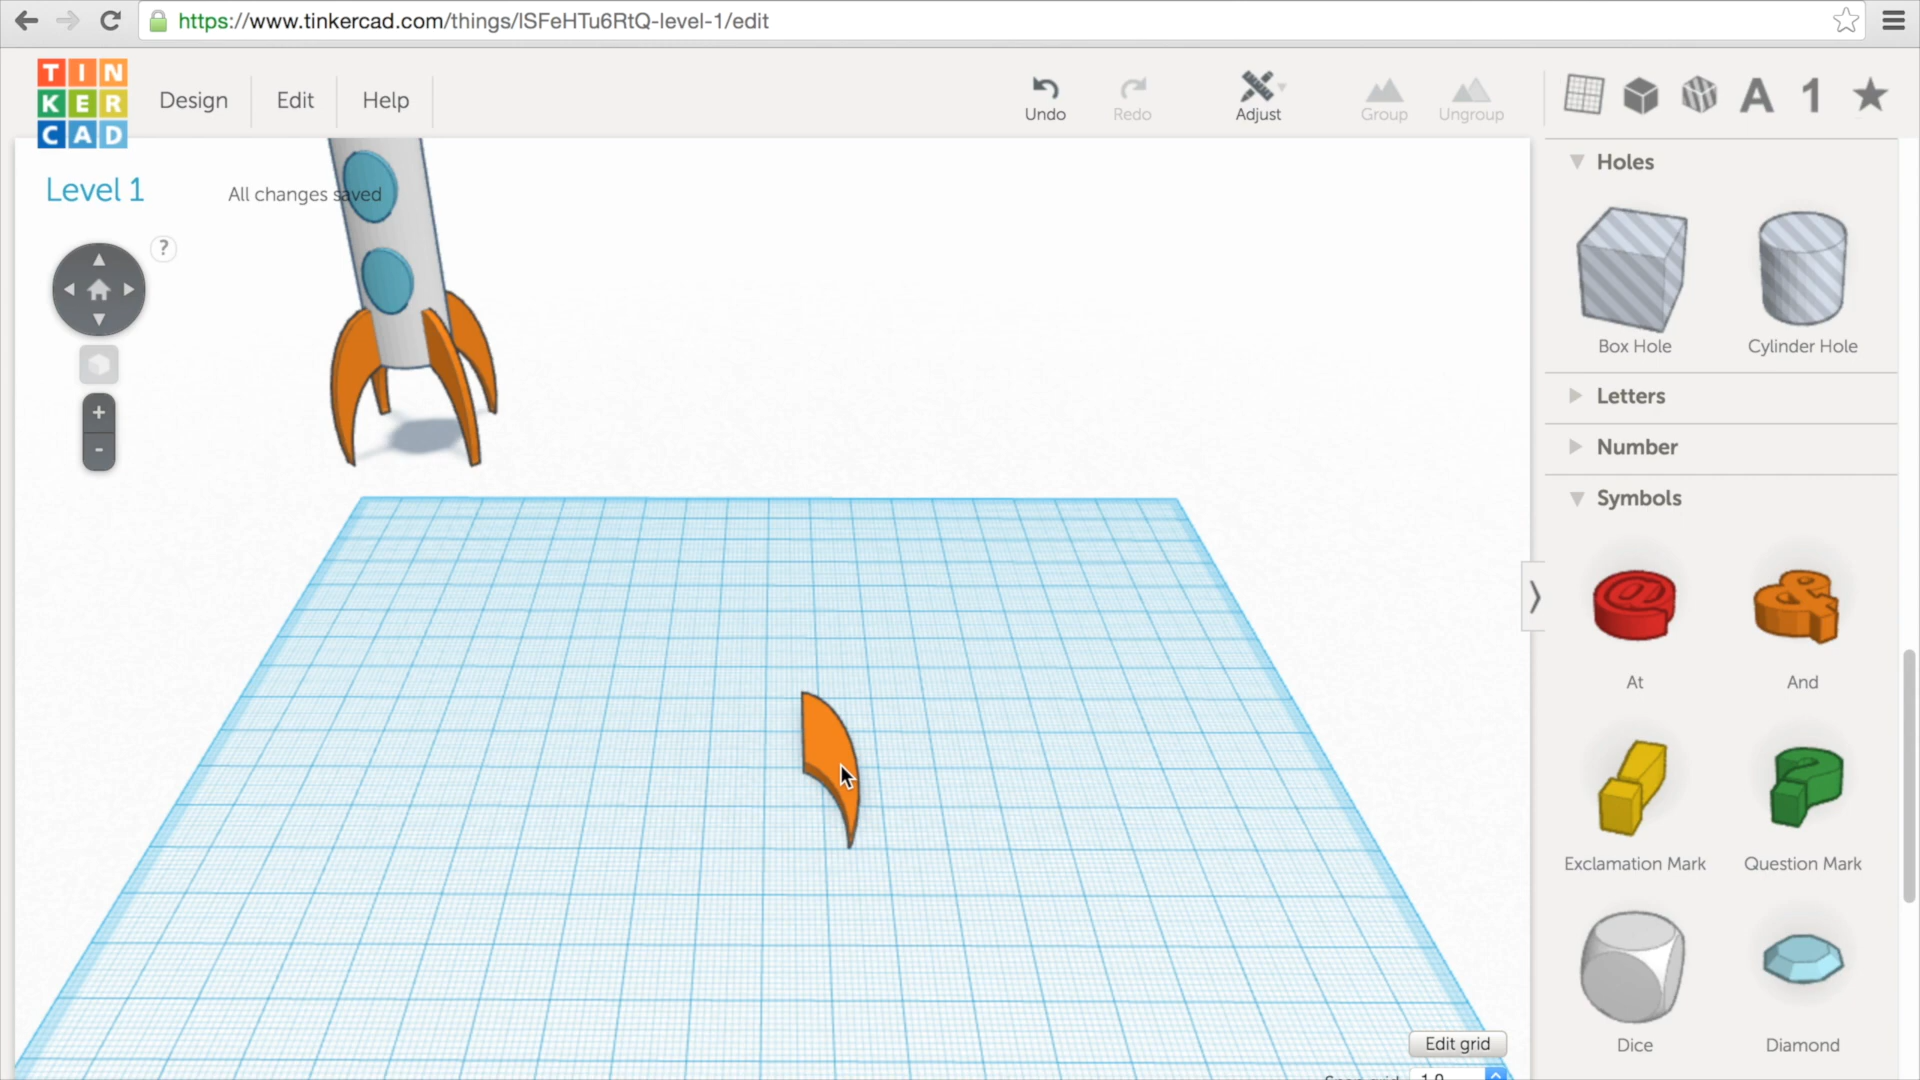 https://www.tinkercad.com/things/lSFeHTu6RtQ-level-1/edit
TIN
KER
CAD
Design
Edit
Help
Undo
Redo
Adjust
Group
Ungroup
A
1
Level 1
All changes saved
?
+
-
Holes
Box Hole
Cylinder Hole
Letters
Number
Symbols
At
And
Exclamation Mark
Question Mark
Dice
Diamond
Edit grid
1.0